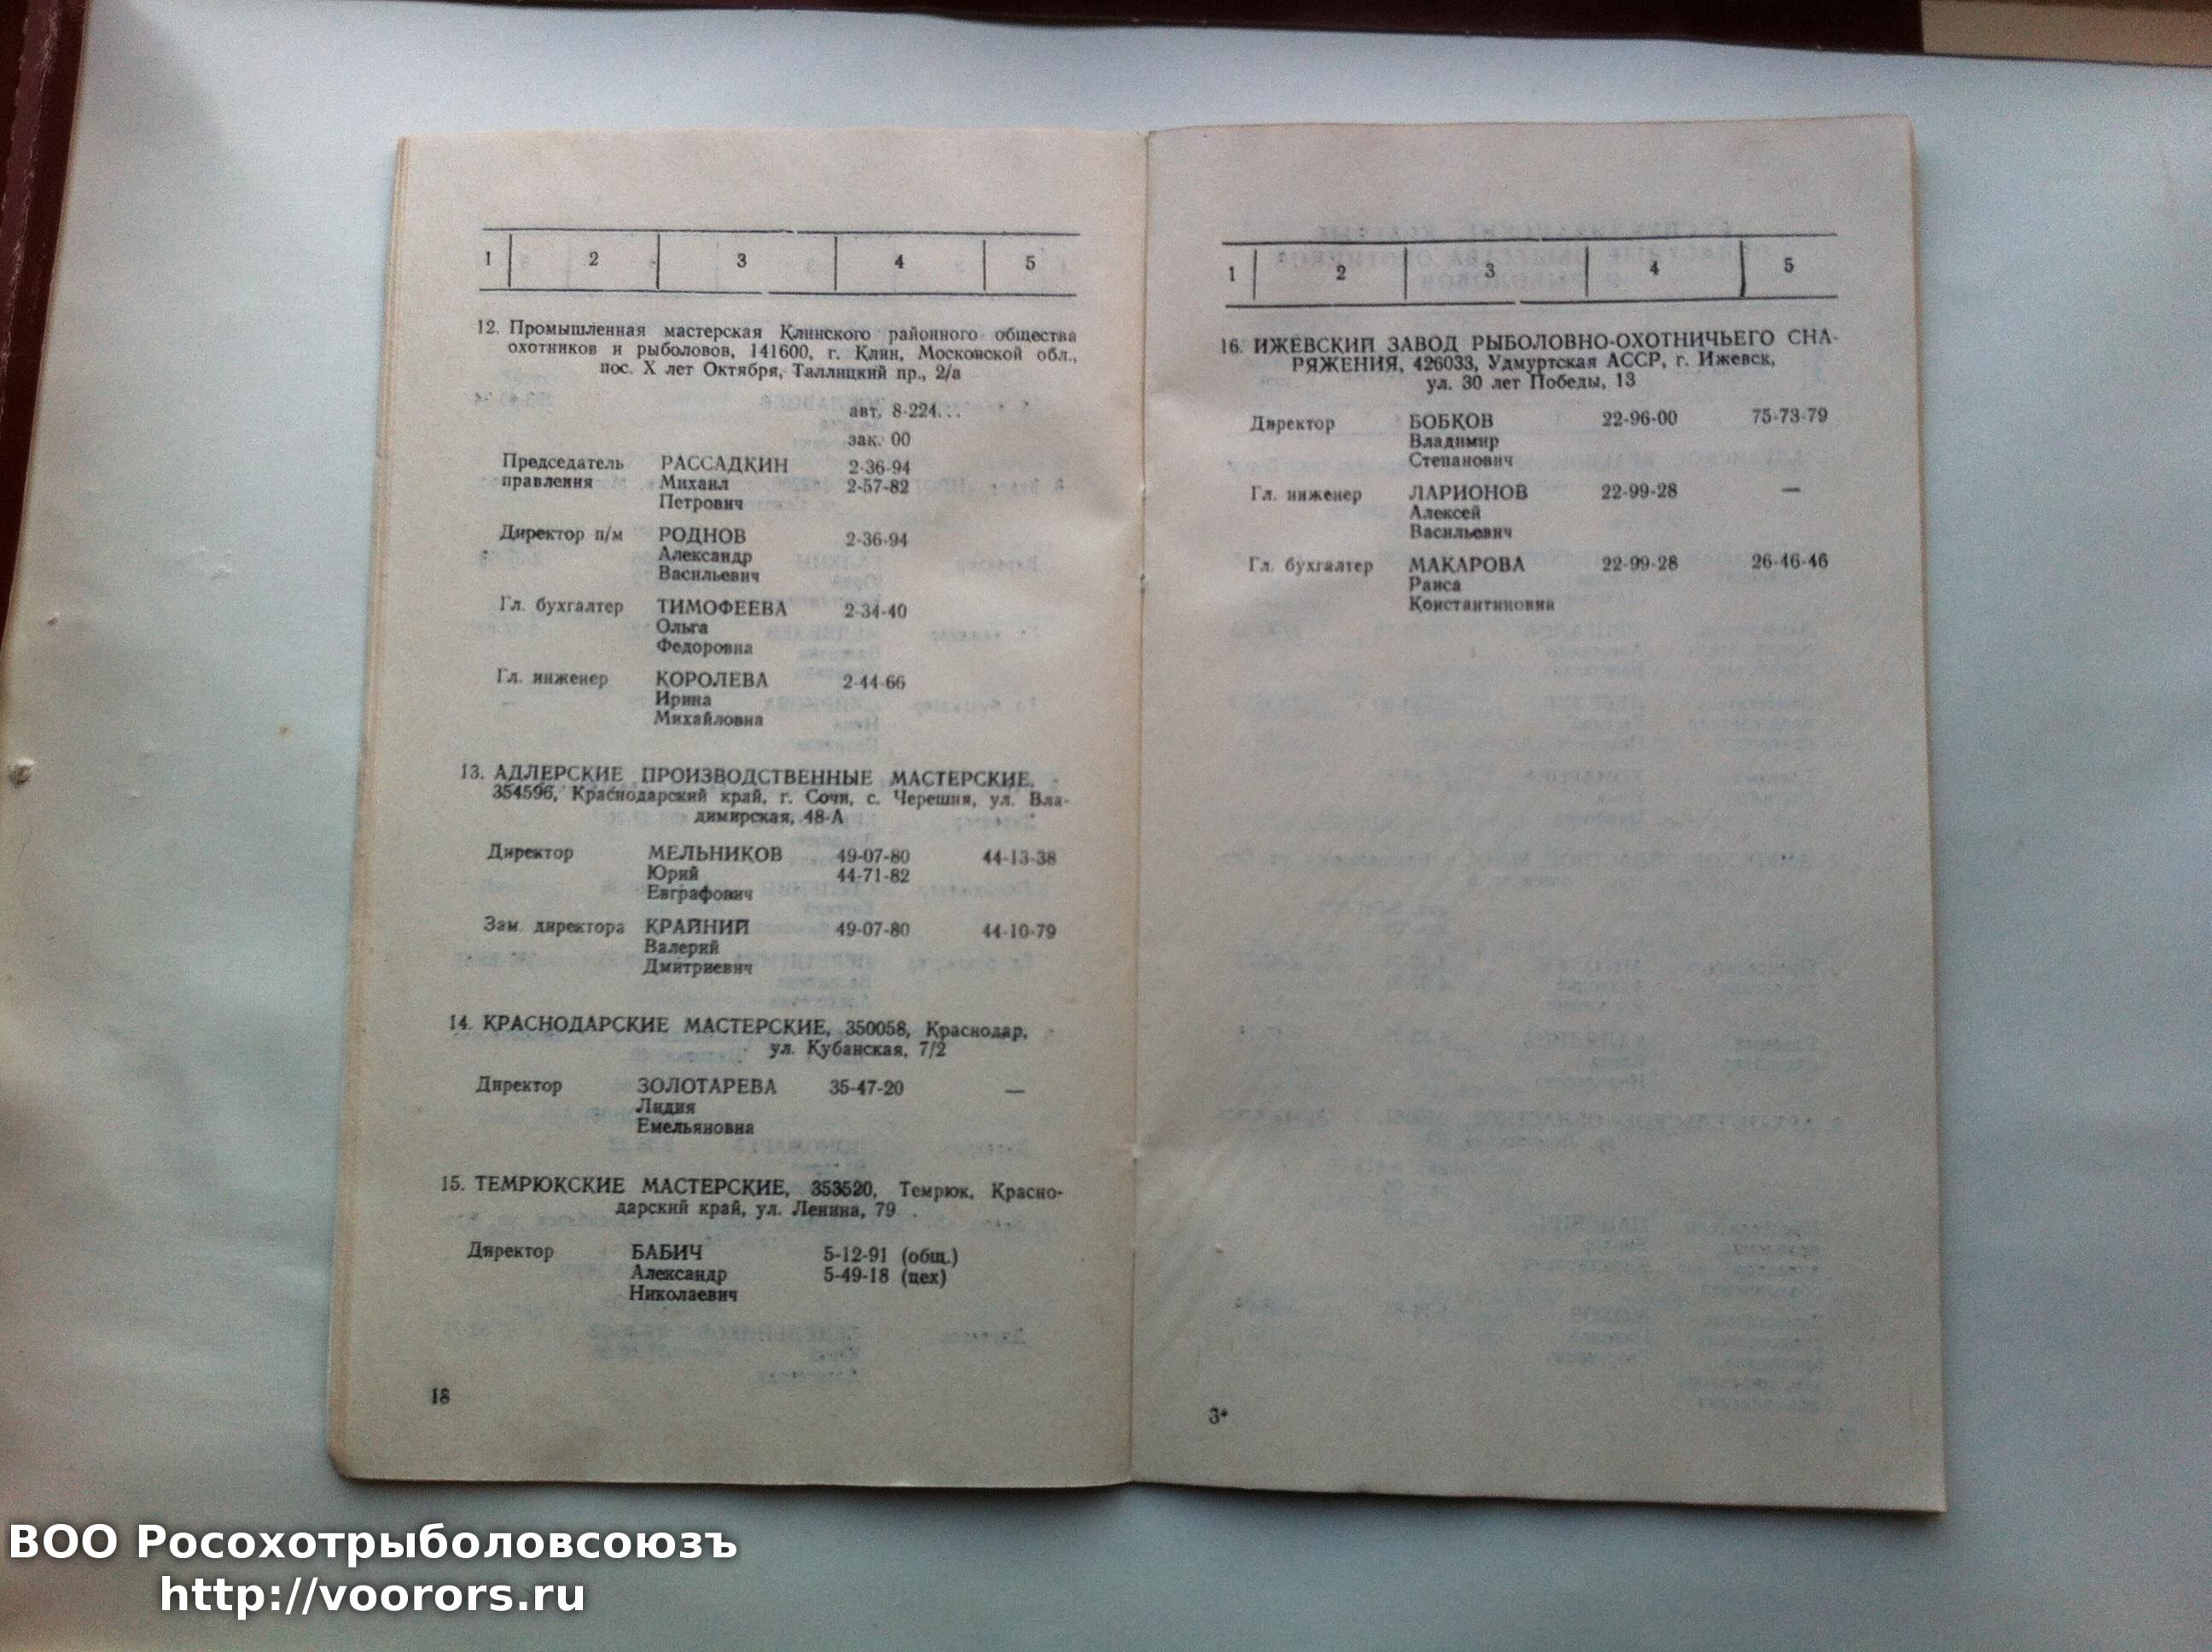 1 2 3 4 5
12. Промышленная мастерская Клинского районного общества
охотников и рыболовов, 141600, г. Клин, Московской обл.,
пос. X лет Октября, Таллицкий пр., 2/а
авт. 8-224...
зак. 00
Председатель РАССАДКИН 2-36-94
правления Михаил 2-57-82
Петрович
Директор п/м РОДНОВ 2-36-94
Александр
Васильевич
Гл. бухгалтер ТИМОФЕЕВА 2-34-40
Ольга
Федоровна
Гл. инженер КОРОЛЕВА 2-44-66
Ирина
Михайловна
13. АДЛЕРСКИЕ ПРОИЗВОДСТВЕННЫЕ МАСТЕРСКИЕ,
354596, Краснодарский край, г. Сочи, с. Черешня, ул. Вла-
димирская, 48-А
Директор МЕЛЬНИКОВ 49-07-80 44-13-38
Юрий 44-71-82
Евграфович
Зам. директора КРАЙНИЙ 49-07-80 44-10-79
Валерий
Дмитриевич
14. КРАСНОДАРСКИЕ МАСТЕРСКИЕ, 350058, Краснодар,
ул. Кубанская, 7/2
Директор ЗОЛОТАРЕВА 35-47-20 —
Лидия
Емельяновна
15. ТЕМРЮКСКИЕ МАСТЕРСКИЕ, 353520, Темрюк, Красно-
дарский край, ул. Ленина, 79
Директор БАБИЧ 5-12-91 (общ.)
Александр 5-49-18 (цех)
Николаевич
18
1 2 3 4 5
16. ИЖЕВСКИЙ ЗАВОД РЫБОЛОВНО-ОХОТНИЧЬЕГО СНА-
РЯЖЕНИЯ, 426033, Удмуртская АССР, г. Ижевск,
ул. 30 лет Победы, 13
Директор БОБКОВ 22-96-00 75-73-79
Владимир
Степанович
Гл. инженер ЛАРИОНОВ 22-99-28 —
Алексей
Васильевич
Гл. бухгалтер МАКАРОВА 22-99-28 26-46-46
Раиса
Константиновна
3*
ВОО Росохотрыболовсоюзъ
http://voorors.ru